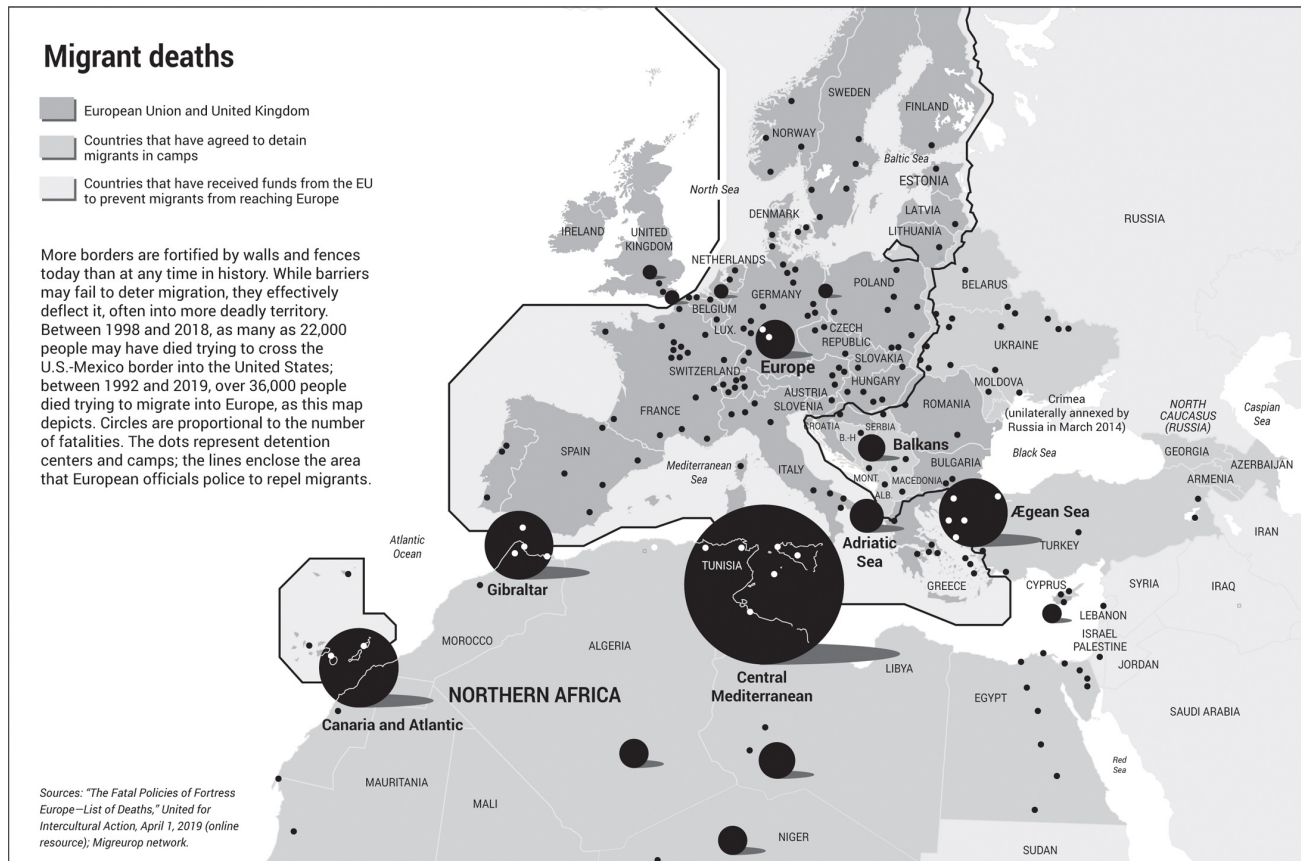 Migrant deaths
European Union and United Kingdom
Countries that have agreed to detain
migrants in camps
Countries that have received funds from the EU
to prevent migrants from reaching Europe
More borders are fortified by walls and fences
today than at any time in history. While barriers
may fail to deter migration, they effectively
deflect it, often into more deadly territory.
Between 1998 and 2018, as many as 22,000
people may have died trying to cross the
U.S.-Mexico border into the United States;
between 1992 and 2019, over 36,000 people
died trying to migrate into Europe, as this map
depicts. Circles are proportional to the number
of fatalities. The dots represent detention
centers and camps; the lines enclose the area
that European officials police to repel migrants.
Sources: “The Fatal Policies of Fortress
Europe—List of Deaths,” United for
Intercultural Action, April 1, 2019 (online
resource); Migreurop network.
SWEDEN
FINLAND
NORWAY
Baltic Sea
North Sea
ESTONIA
LATVIA
DENMARK
LITHUANIA
RUSSIA
IRELAND
UNITED
KINGDOM
NETHERLANDS
BELARUS
POLAND
GERMANY
BELGIUM
LUX.
CZECH
REPUBLIC
UKRAINE
SLOVAKIA
Europe
SWITZERLAND
HUNGARY
MOLDOVA
AUSTRIA
SLOVENIA
FRANCE
ROMANIA
Crimea
(unilaterally annexed by
Russia in March 2014)
NORTH
CAUCASUS
(RUSSIA)
Caspian
Sea
CROATIA
SERBIA
B.-H
Balkans
SPAIN
Mediterranean
Sea
ITALY
BULGARIA
Black Sea
GEORGIA
AZERBAIJAN
ARMENIA
MONT.
MACEDONIA
ALB.
Ægean Sea
IRAN
Atlantic
Ocean
Adriatic
Sea
TURKEY
TUNISIA
Gibraltar
GREECE
CYPRUS
SYRIA
IRAQ
LEBANON
ISRAEL
PALESTINE
JORDAN
MOROCCO
ALGERIA
LIBYA
Central
Mediterranean
NORTHERN AFRICA
EGYPT
SAUDI ARABIA
Canaria and Atlantic
Red
Sea
MAURITANIA
MALI
NIGER
SUDAN